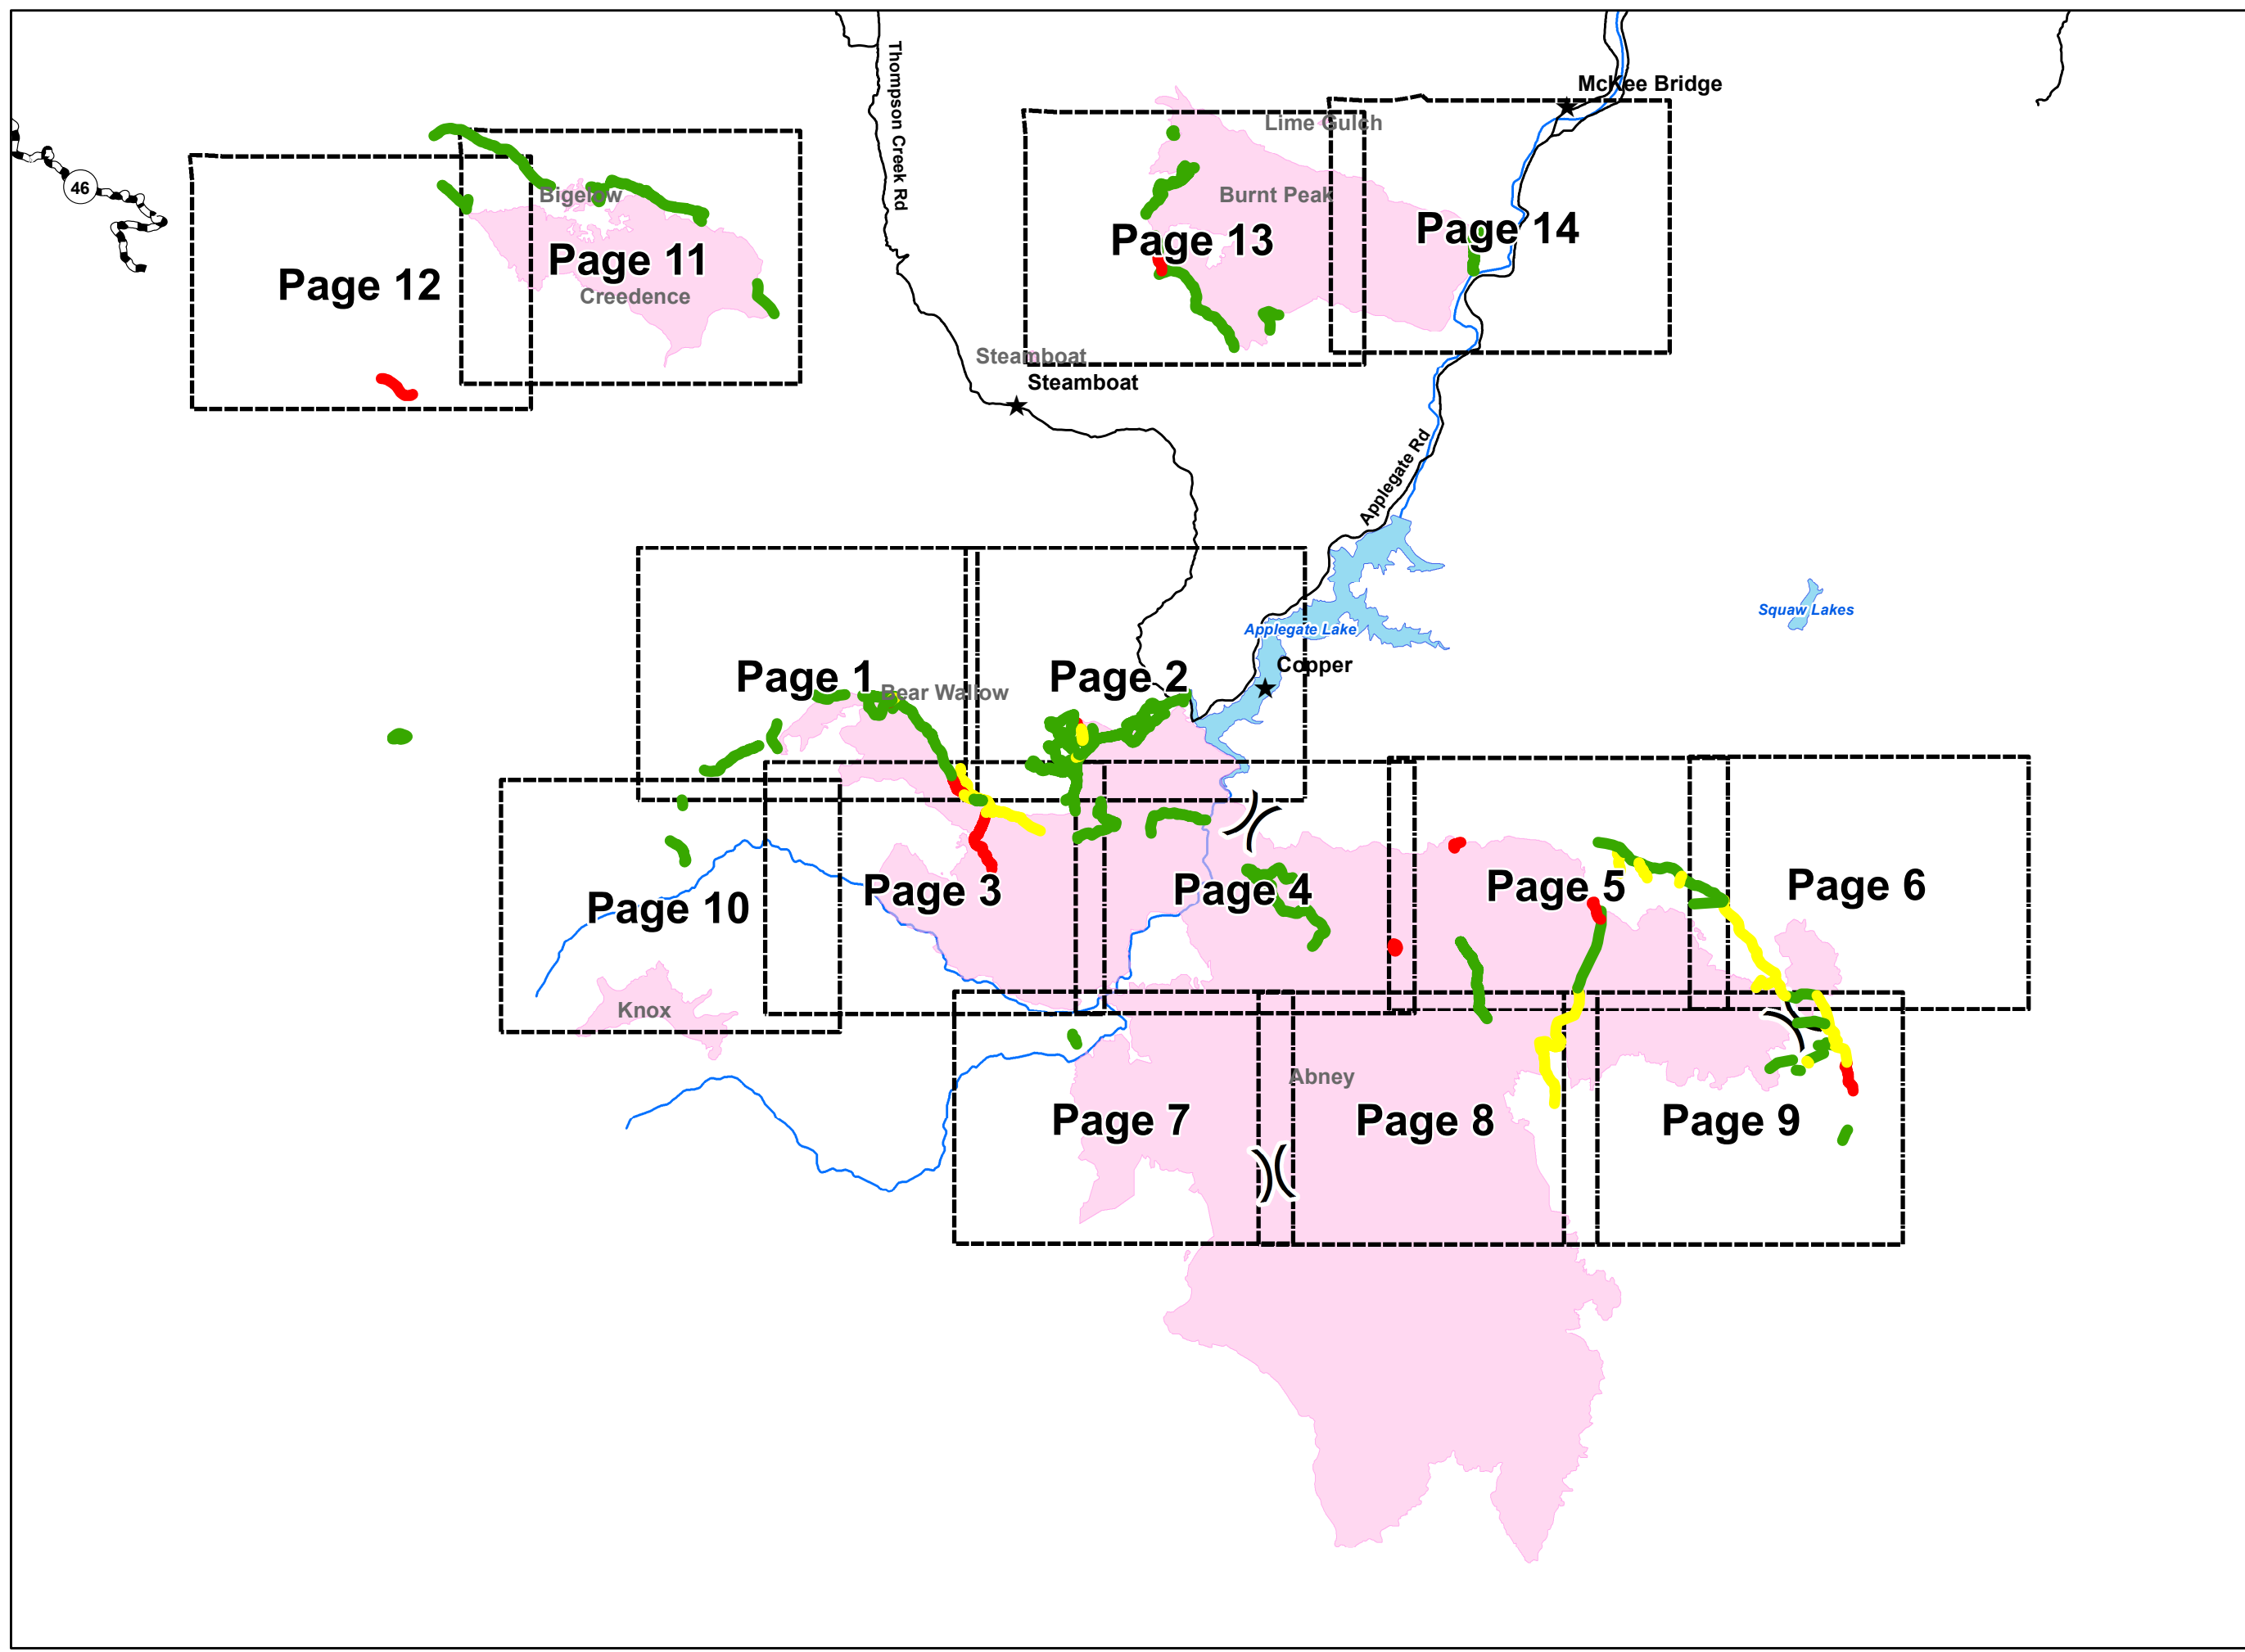 McKee Bridge
Thompson Creek Rd
Lime Gulch
46
Bigelow
Burnt Peak
Page 14
Page 13
Page 11
Page 12
Creedence
Steamboat
Steamboat
Applegate Rd
Squaw Lakes
Applegate Lake
Copper
Page 1
Page 2
Bear Wallow
Page 3
Page 4
Page 5
Page 6
Page 10
Knox
Abney
Page 7
Page 8
Page 9